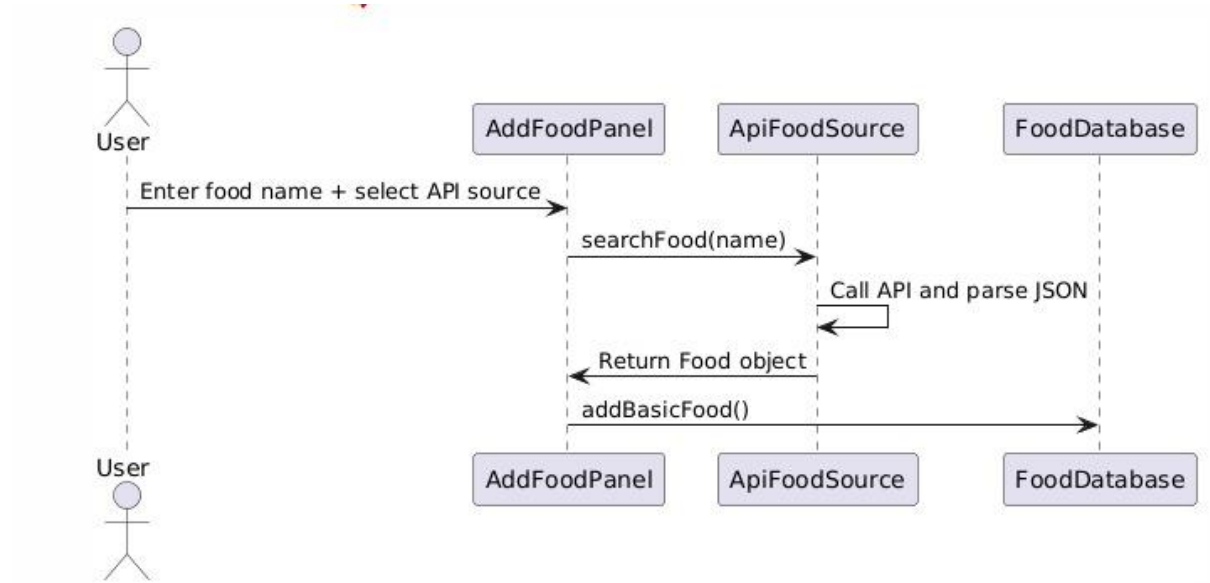 User
AddFoodPanel
ApiFoodSource
FoodDatabase
Enter food name + select API source
searchFood(name)
Call API and parse JSON
Return Food object
addBasicFood()
User
AddFoodPanel
ApiFoodSource
FoodDatabase